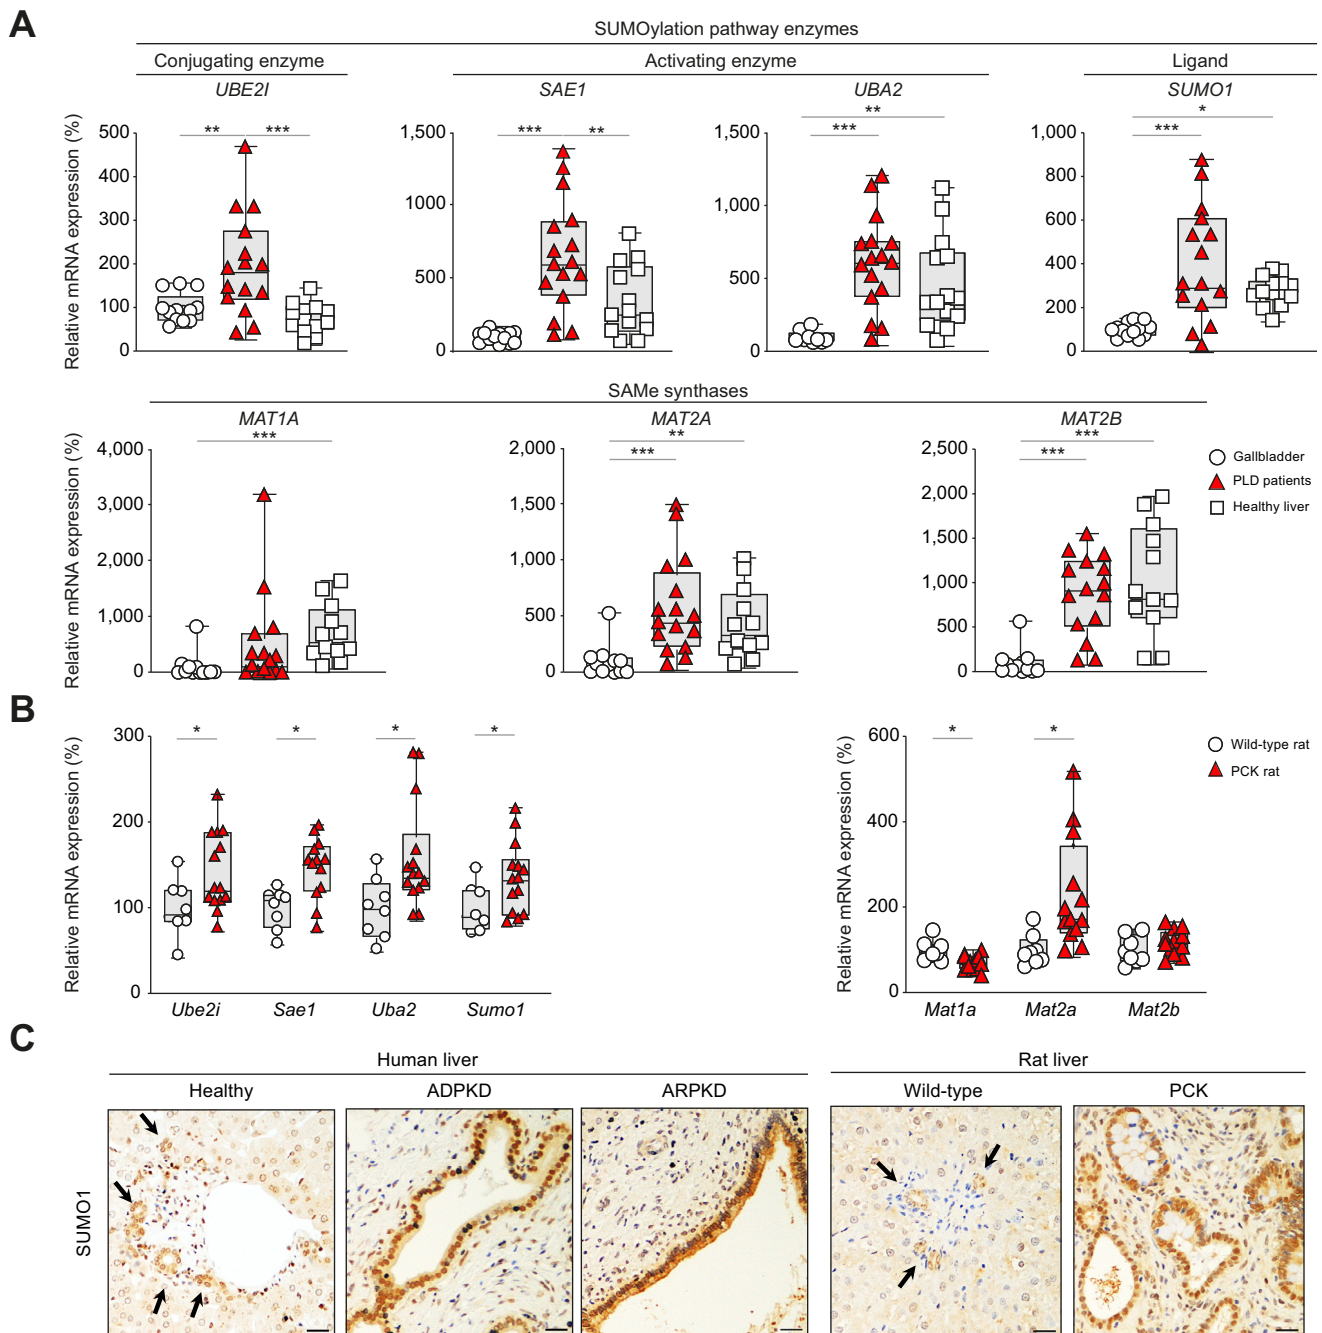 A
SUMOylation pathway enzymes
Conjugating enzyme
Activating enzyme
Ligand
UBE2I
SAE1
UBA2
SUMO1
Relative mRNA expression (%)
500
400
300
200
100
0
** ***
1,500
1000
500
0
*** **
1,500
1,000
500
0
**
***
1,000
800
600
400
200
0
*
***
SAMe synthases
MAT1A
MAT2A
MAT2B
Relative mRNA expression (%)
4,000
3,000
2,000
1,000
0
***
2,000
1,500
1,000
500
0
**
***
2,500
2,000
1,500
1,000
500
0
***
***
Gallbladder
PLD patients
Healthy liver
B
Relative mRNA expression (%)
300
200
100
0
* * * *
Ube2i Sae1 Uba2 Sumo1
Relative mRNA expression (%)
600
400
200
0
* *
Mat1a Mat2a Mat2b
Wild-type rat
PCK rat
C
Human liver
Rat liver
Healthy
ADPKD
ARPKD
Wild-type
PCK
SUMO1